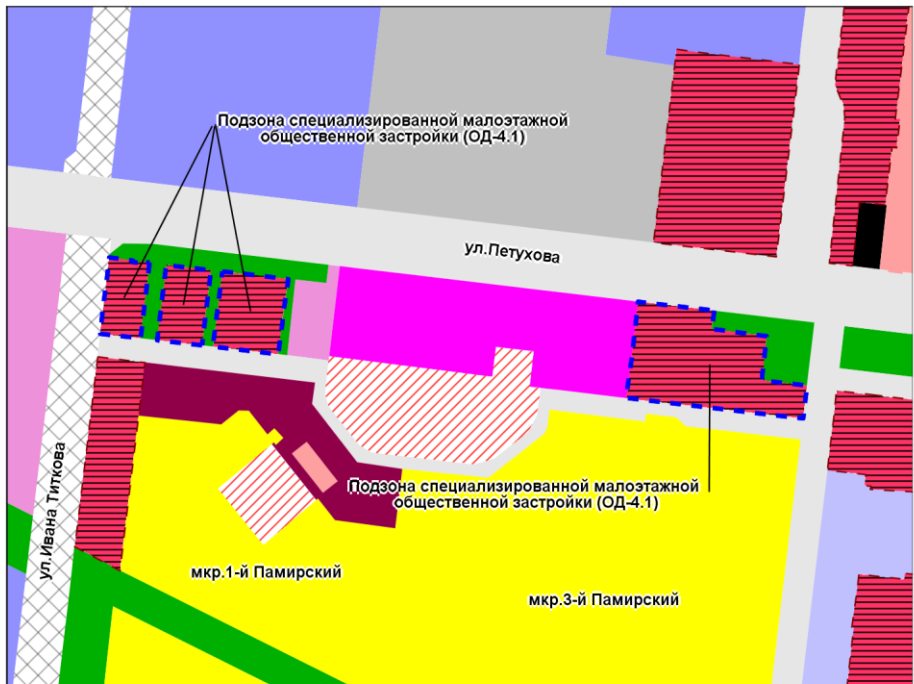 Подзона специализированной малоэтажной
общественной застройки (ОД-4.1)
ул.Петухова
Подзона специализированной малоэтажной
общественной застройки (ОД-4.1)
ул.Ивана Титкова
мкр.1-й Памирский
мкр.3-й Памирский